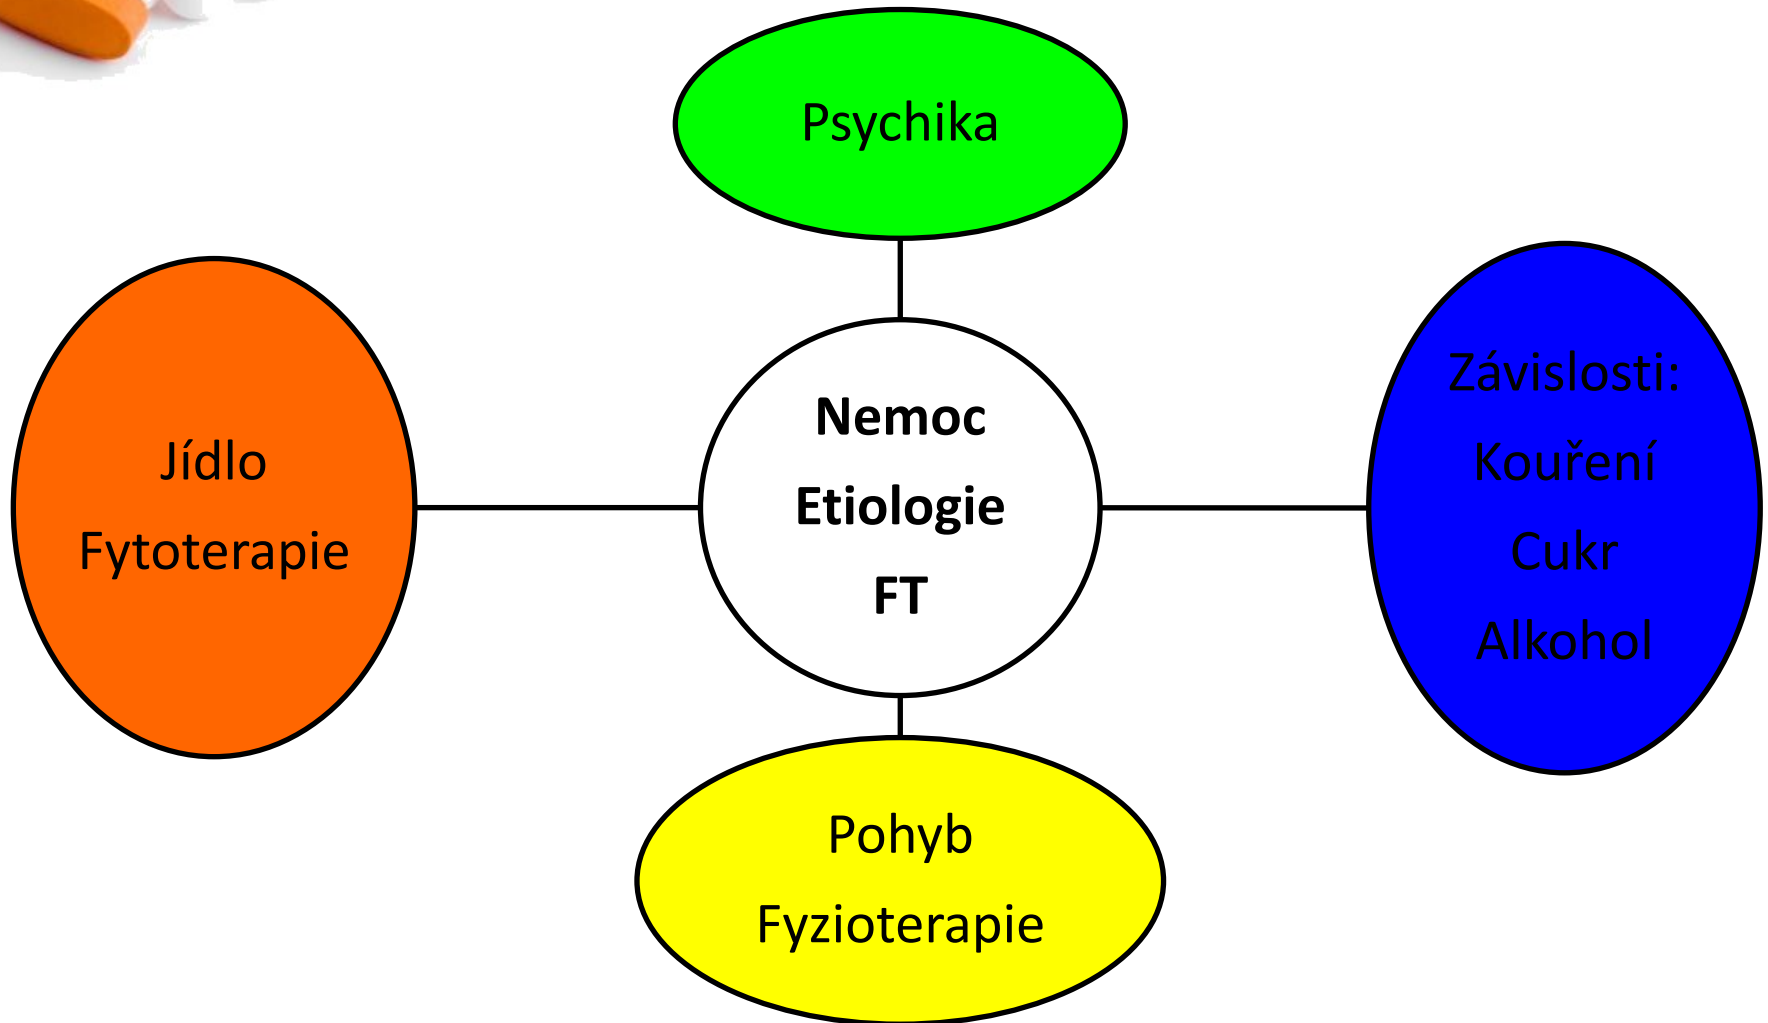 Psychika
Jídlo
Fytoterapie
Nemoc
Etiologie
FT
Závislosti:
Kouření
Cukr
Alkohol
Pohyb
Fyzioterapie